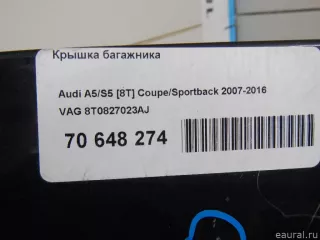 Крышка багажника
Audi A5/S5 [8T] Coupe/Sportback 2007-2016
VAG 8T0827023AJ
70 648 274
eaural.ru